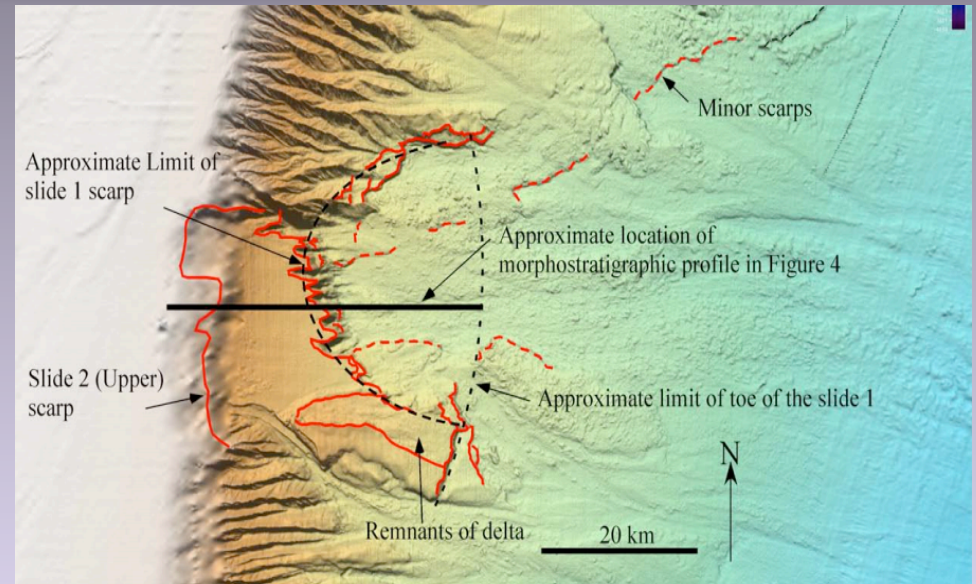 Minor scarps
Approximate Limit of
slide 1 scarp
Approximate location of
morphostratigraphic profile in Figure 4
Slide 2 (Upper)
scarp
Approximate limit of toe of the slide 1
N
Remnants of delta
20 km